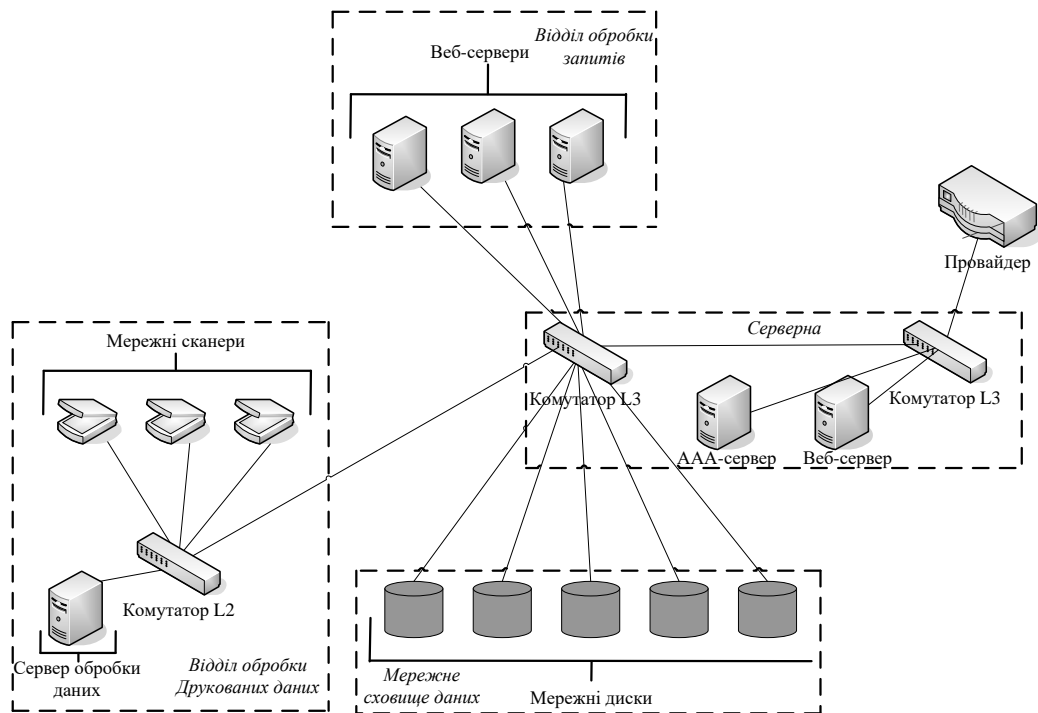 Відділ обробки
запитів
Веб-сервери
Провайдер
Серверна
Мережні сканери
Комутатор L3
Комутатор L3
ААА-сервер
Веб-сервер
Комутатор L2
Сервер обробки
даних
Відділ обробки
Друкованих даних
Мережне
сховище даних
Мережні диски